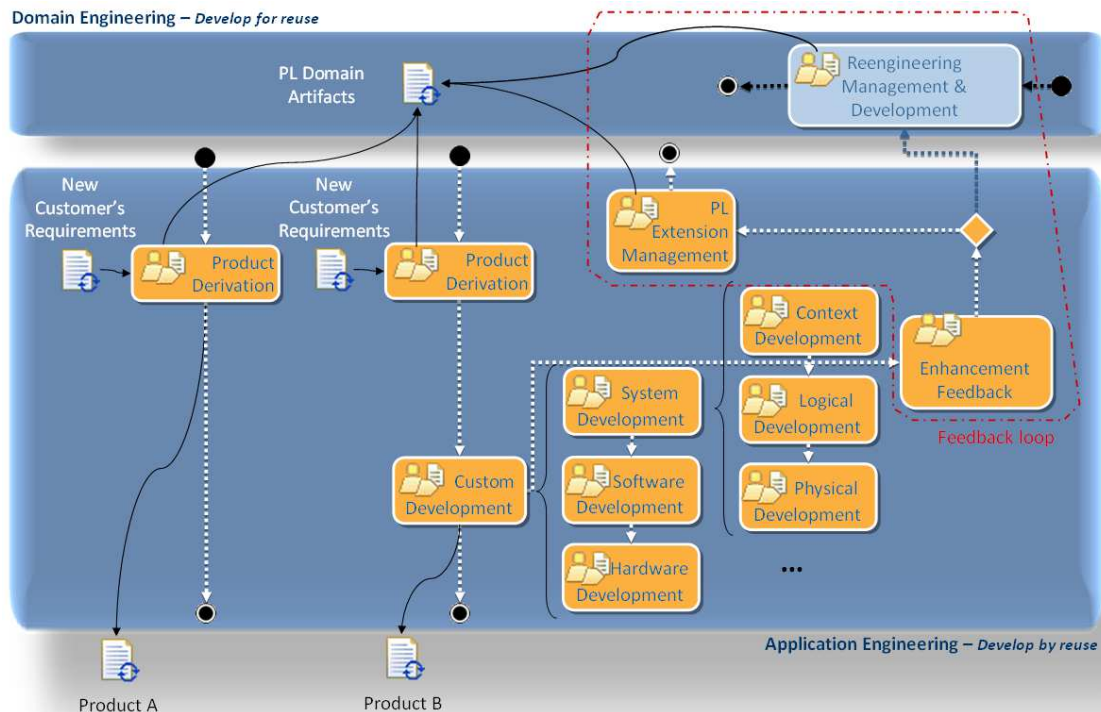 Domain Engineering – Develop for reuse
PL Domain
Artifacts
Reengineering
Management &
Development
New
Customer's
Requirements
New
Customer's
Requirements
PL
Extension
Management
Product
Derivation
Product
Derivation
Context
Development
Enhancement
Feedback
System
Development
Logical
Development
Feedback loop
Custom
Development
Software
Development
Physical
Development
Hardware
Development
...
Application Engineering – Develop by reuse
Product A
Product B